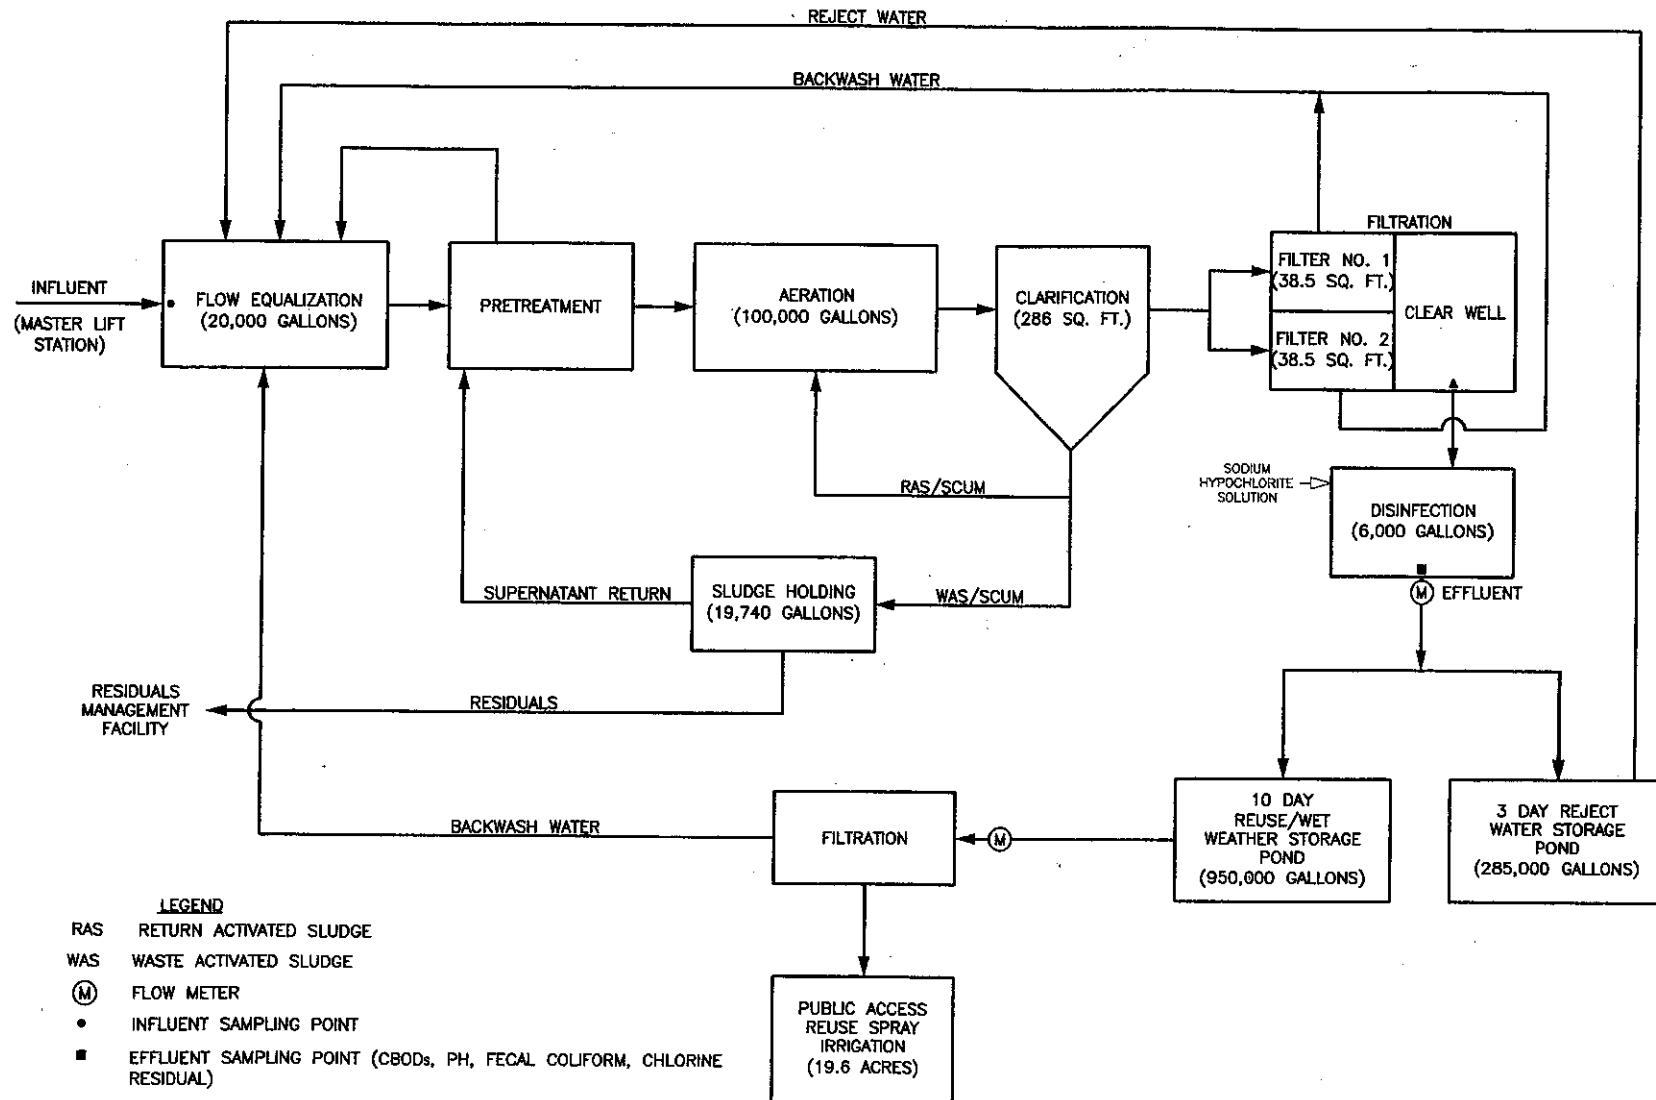 REJECT WATER
BACKWASH WATER
INFLUENT
(MASTER LIFT
STATION)
FLOW EQUALIZATION
(20,000 GALLONS)
PRETREATMENT
AERATION
(100,000 GALLONS)
CLARIFICATION
(286 SQ. FT.)
FILTRATION
FILTER NO. 1
(38.5 SQ. FT.)
FILTER NO. 2
(38.5 SQ. FT.)
CLEAR WELL
RAS/SCUM
SODIUM
HYPOCHLORITE
SOLUTION
DISINFECTION
(6,000 GALLONS)
M EFFLUENT
SUPERNATANT RETURN
SLUDGE HOLDING
(19,740 GALLONS)
WAS/SCUM
RESIDUALS
MANAGEMENT
FACILITY
RESIDUALS
BACKWASH WATER
FILTRATION
M
10 DAY
REUSE/WET
WEATHER STORAGE
POND
(950,000 GALLONS)
3 DAY REJECT
WATER STORAGE
POND
(285,000 GALLONS)
PUBLIC ACCESS
REUSE SPRAY
IRRIGATION
(19.6 ACRES)
LEGEND
RAS RETURN ACTIVATED SLUDGE
WAS WASTE ACTIVATED SLUDGE
M FLOW METER
• INFLUENT SAMPLING POINT
■ EFFLUENT SAMPLING POINT (CBODs, PH, FECAL COLIFORM, CHLORINE
RESIDUAL)